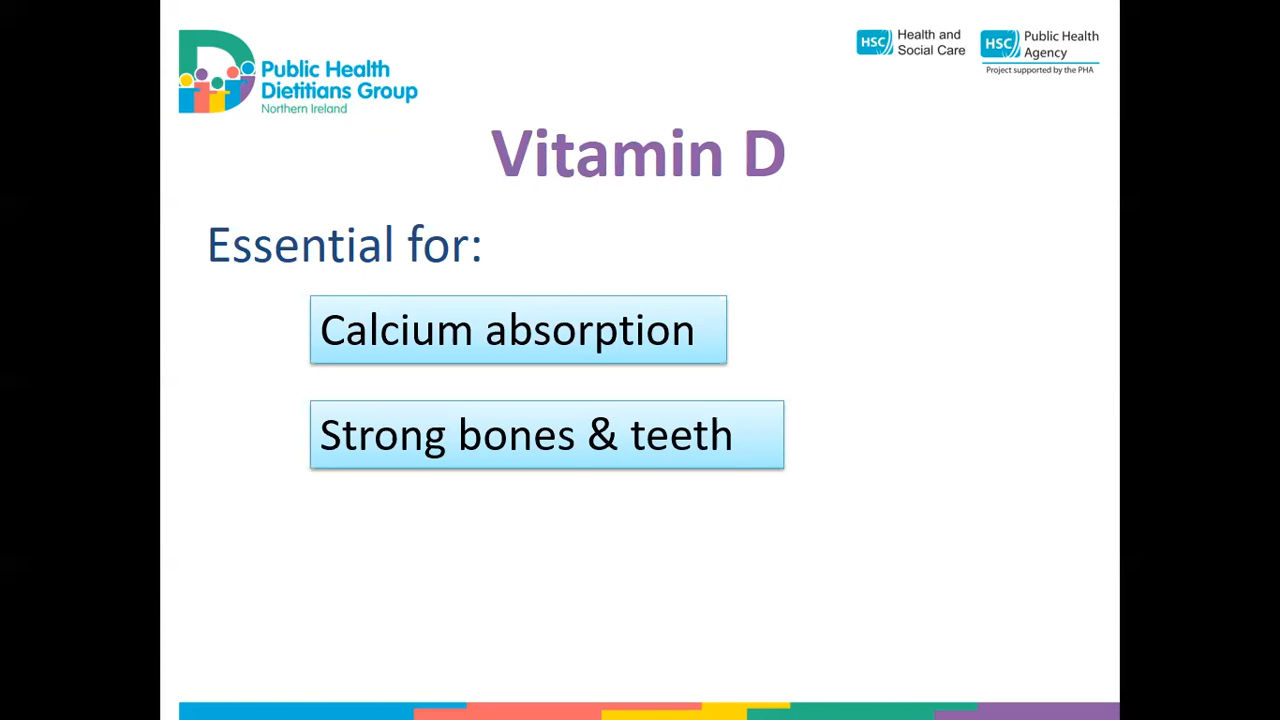 Public Health
Dietitians Group
Northern Ireland
HSC Health and
Social Care
HSC Public Health
Agency
Project supported by the PHA
Vitamin D
Essential for:
Calcium absorption
Strong bones & teeth